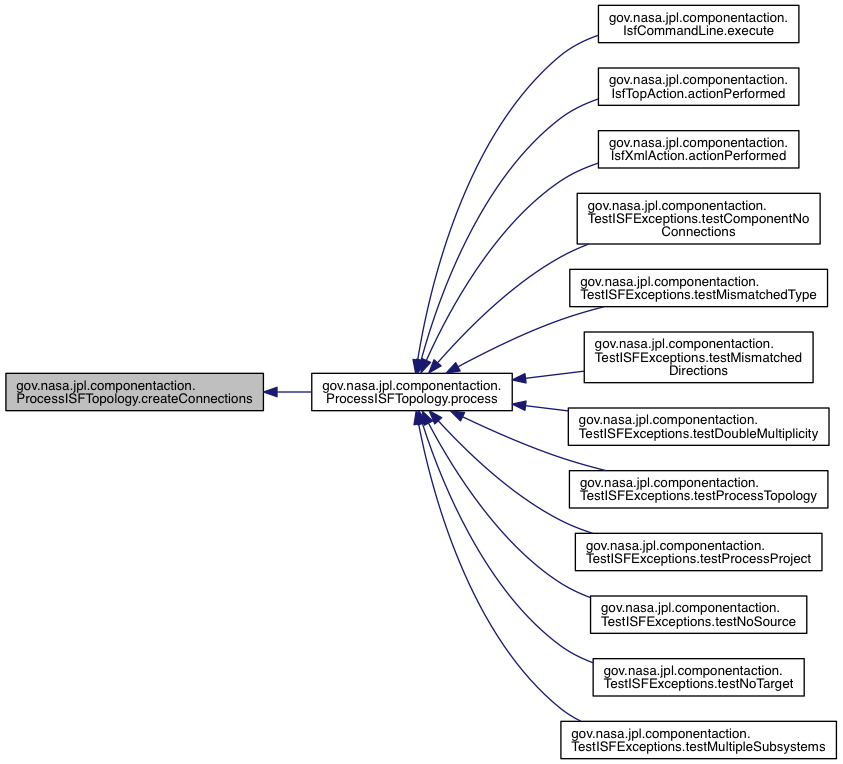 gov.nasa.jpl.componentaction.
IsfCommandLine.execute
gov.nasa.jpl.componentaction.
IsfTopAction.actionPerformed
gov.nasa.jpl.componentaction.
IsfXmlAction.actionPerformed
gov.nasa.jpl.componentaction.
TestISFExceptions.testComponentNo
Connections
gov.nasa.jpl.componentaction.
TestISFExceptions.testMismatchedType
gov.nasa.jpl.componentaction.
TestISFExceptions.testMismatched
Directions
gov.nasa.jpl.componentaction.
ProcessISFTopology.createConnections
gov.nasa.jpl.componentaction.
ProcessISFTopology.process
gov.nasa.jpl.componentaction.
TestISFExceptions.testDoubleMultiplicity
gov.nasa.jpl.componentaction.
TestISFExceptions.testProcessTopology
gov.nasa.jpl.componentaction.
TestISFExceptions.testProcessProject
gov.nasa.jpl.componentaction.
TestISFExceptions.testNoSource
gov.nasa.jpl.componentaction.
TestISFExceptions.testNoTarget
gov.nasa.jpl.componentaction.
TestISFExceptions.testMultipleSubsystems